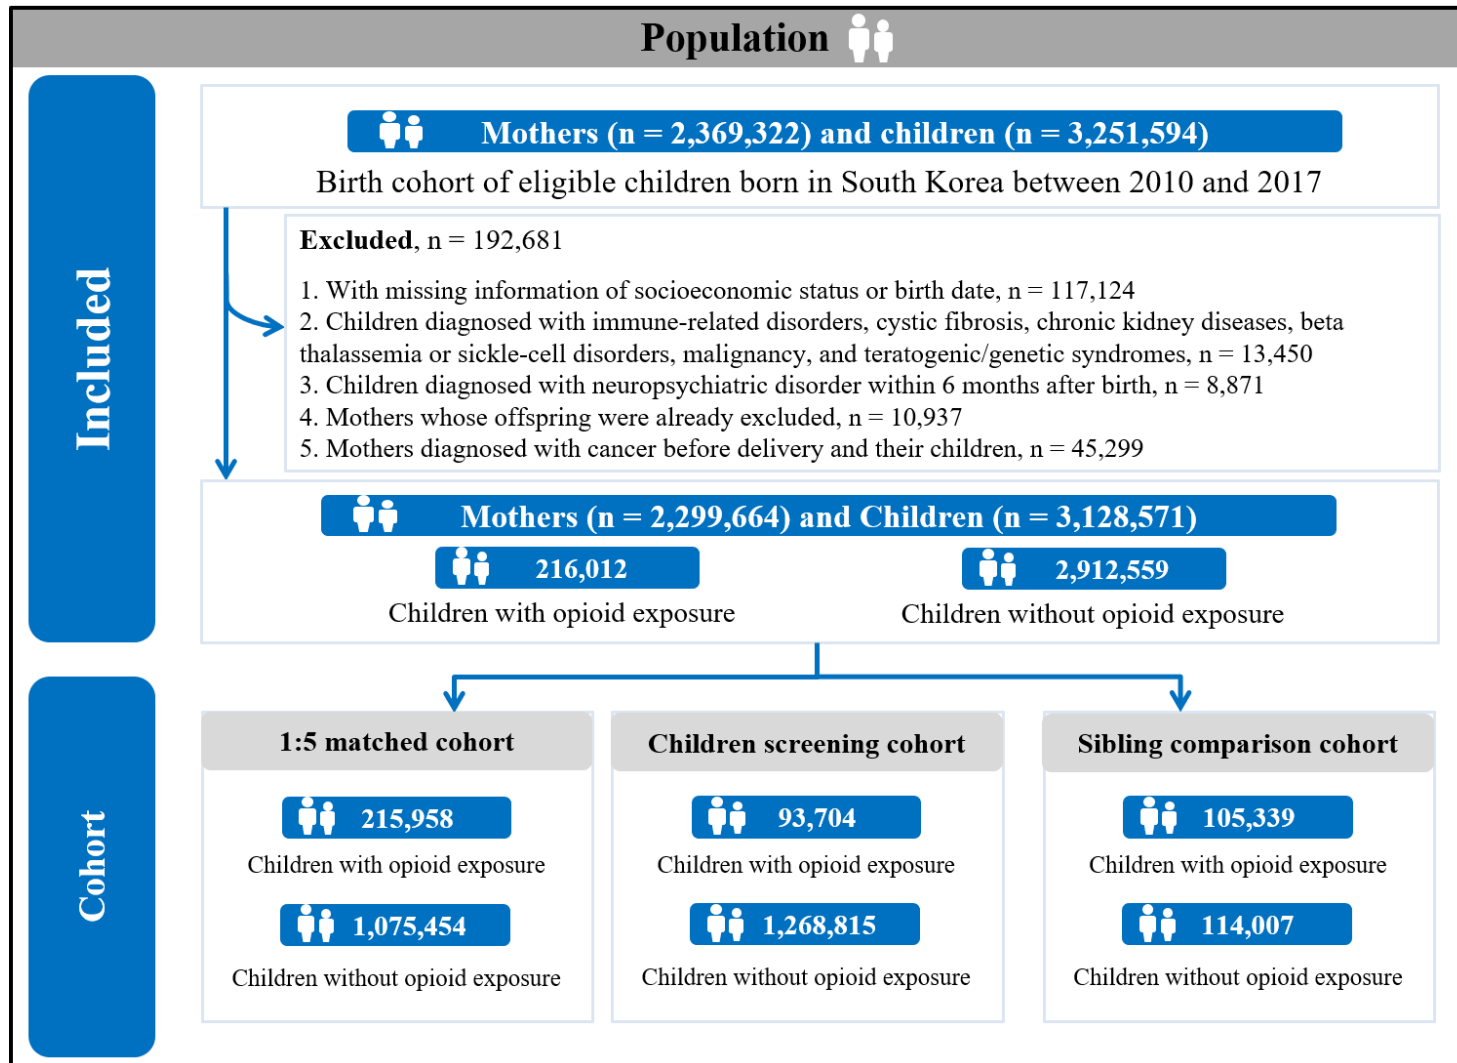 Population
Included
Mothers (n = 2,369,322) and children (n = 3,251,594)
Birth cohort of eligible children born in South Korea between 2010 and 2017
Excluded, n = 192,681
1. With missing information of socioeconomic status or birth date, n = 117,124
2. Children diagnosed with immune-related disorders, cystic fibrosis, chronic kidney diseases, beta
thalassemia or sickle-cell disorders, malignancy, and teratogenic/genetic syndromes, n = 13,450
3. Children diagnosed with neuropsychiatric disorder within 6 months after birth, n = 8,871
4. Mothers whose offspring were already excluded, n = 10,937
5. Mothers diagnosed with cancer before delivery and their children, n = 45,299
Mothers (n = 2,299,664) and Children (n = 3,128,571)
216,012
Children with opioid exposure
2,912,559
Children without opioid exposure
Cohort
1:5 matched cohort
215,958
Children with opioid exposure
1,075,454
Children without opioid exposure
Children screening cohort
93,704
Children with opioid exposure
1,268,815
Children without opioid exposure
Sibling comparison cohort
105,339
Children with opioid exposure
114,007
Children without opioid exposure